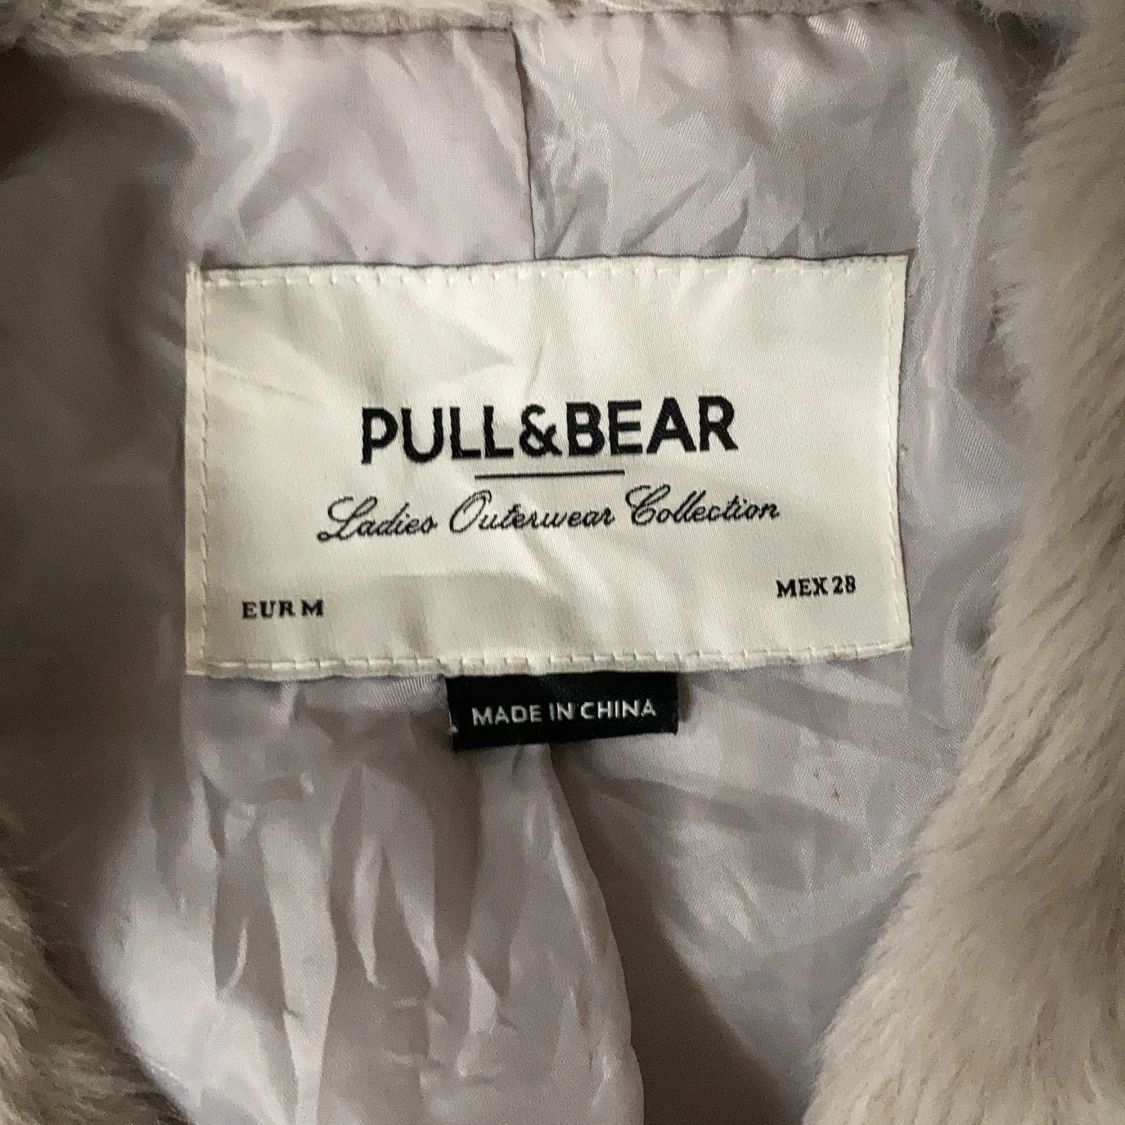 PULL&BEAR
Ladies Outerwear Collection
EUR M
MEX 28
MADE IN CHINA